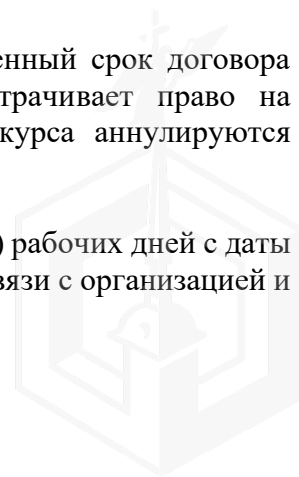 енный срок договора
трачивает право на
курса аннулируются
) рабочих дней с даты
вязи с организацией и